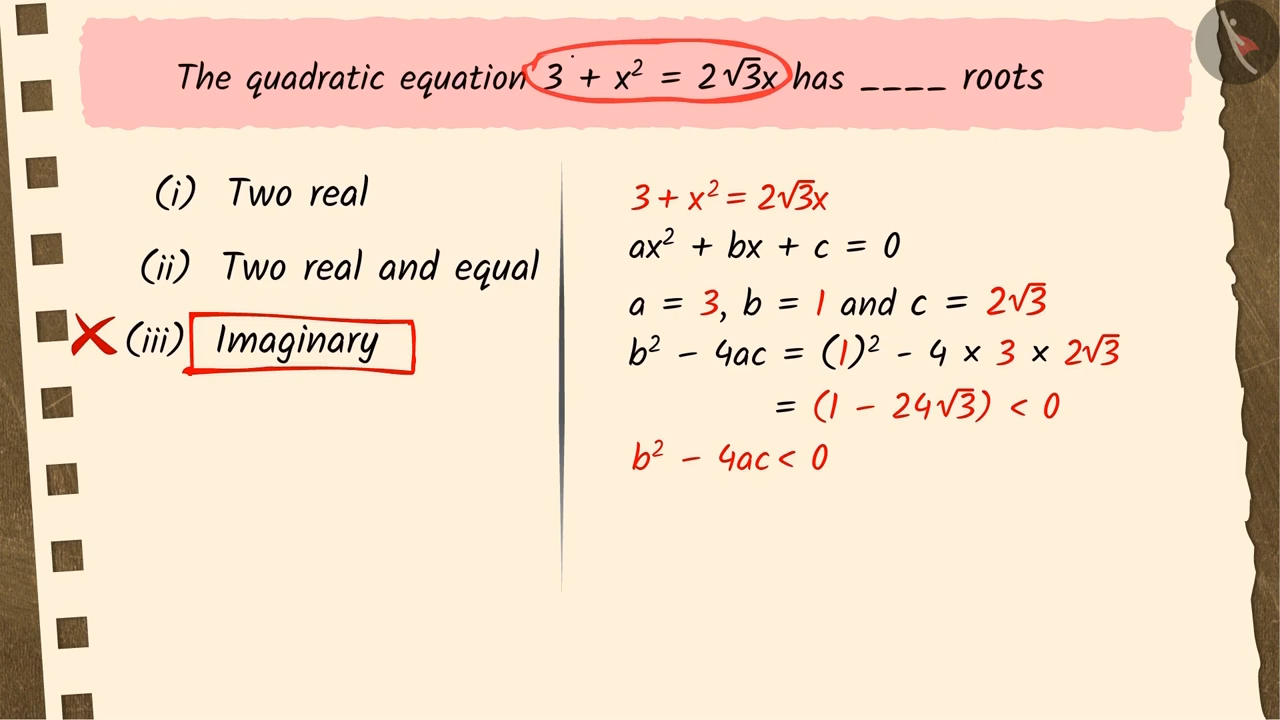 The quadratic equation 3 + x² = 2√3x has ____ roots
(i) Two real
(ii) Two real and equal
(iii) Imaginary
3 + x² = 2√3x
ax² + bx + c = 0
a = 3, b = 1 and c = 2√3
b² - 4ac = (1)² - 4 × 3 × 2√3
= (1 - 24√3) < 0
b² - 4ac < 0